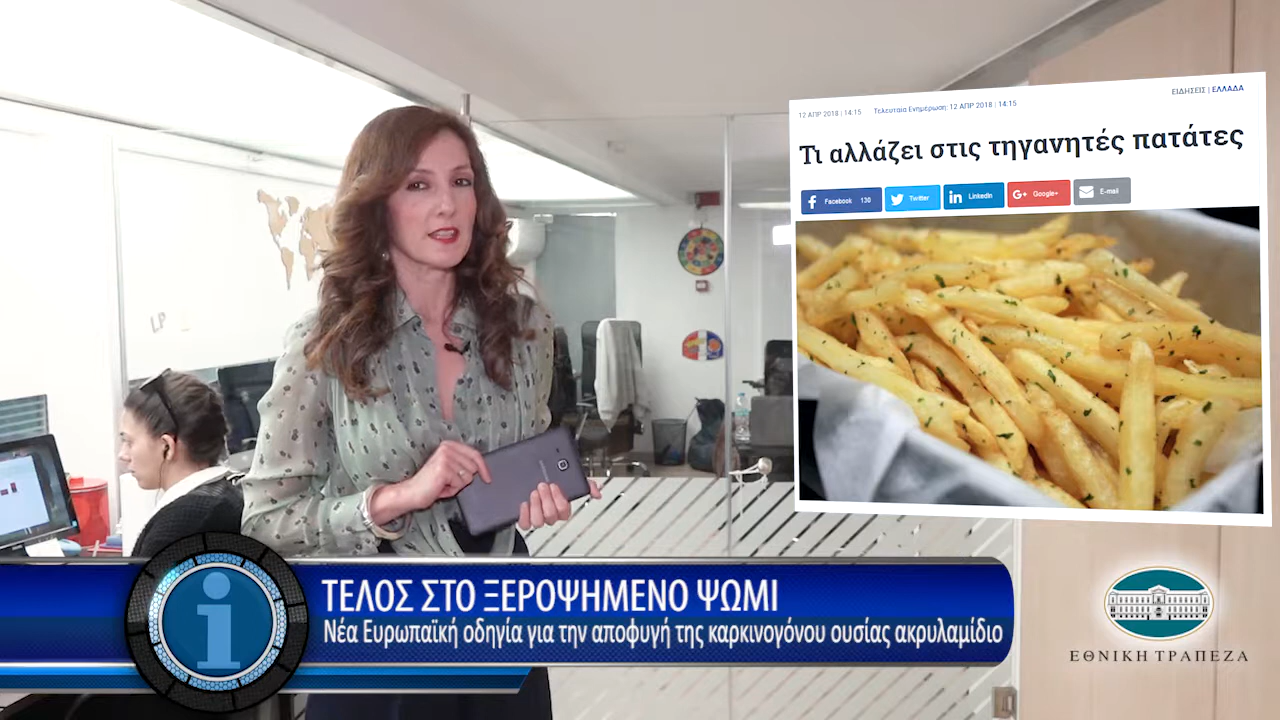 12 ΑΠΡ 2018 | 14:15 Τελευταία Ενημέρωση: 12 ΑΠΡ 2018 | 14:15
ΕΙΔΗΣΕΙΣ | ΕΛΛΑΔΑ
Τι αλλάζει στις τηγανητές πατάτες
Facebook 130 Twitter LinkedIn Google+ E-mail
LP
ΤΕΛΟΣ ΣΤΟ ΞΕΡΟΨΗΜΕΝΟ ΨΩΜΙ
Νέα Ευρωπαϊκή οδηγία για την αποφυγή της καρκινογόνου ουσίας ακρυλαμίδιο
ΕΘΝΙΚΗ ΤΡΑΠΕΖΑ